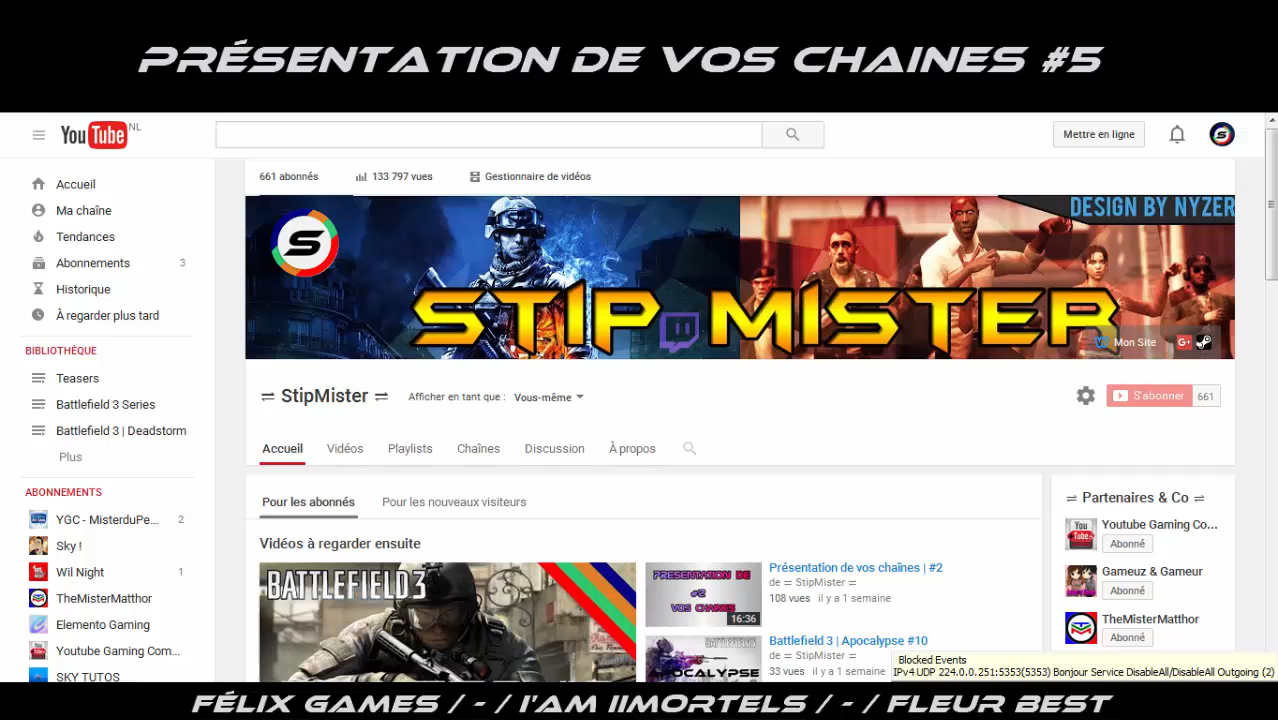 PRÉSENTATION DE VOS CHAINES #5
YouTube NL
Mettre en ligne
S
Accueil
Ma chaîne
Tendances
Abonnements 3
Historique
À regarder plus tard
BIBLIOTHÈQUE
Teasers
Battlefield 3 Series
Battlefield 3 | Deadstorm
Plus
ABONNEMENTS
YGC - MisterduPe... 2
Sky !
Wil Night 1
TheMisterMatthor
Elemento Gaming
Youtube Gaming Com...
SKY TUTOS
661 abonnés 133 797 vues Gestionnaire de vidéos
DESIGN BY NYZER
S
STIP MISTER
Mon Site
G+
⇌ StipMister ⇌ Afficher en tant que : Vous-même
S'abonner 661
Accueil Vidéos Playlists Chaînes Discussion À propos
Pour les abonnés Pour les nouveaux visiteurs
Vidéos à regarder ensuite
BATTLEFIELD 3
PRESENTATION DE
#2
VOS CHAINES
16:36
Présentation de vos chaînes | #2
de ⇌ StipMister ⇌
108 vues il y a 1 semaine
BATTLEFIELD 3
APOCALYPSE
Battlefield 3 | Apocalypse #10
de ⇌ StipMister ⇌
33 vues il y a 1 semaine
⇌ Partenaires & Co ⇌
You
Tube
Youtube Gaming Co...
Abonné
Gameuz & Gameur
Abonné
TheMisterMatthor
Abonné
Blocked Events
IPv4 UDP 224.0.0.251:5353(5353) Bonjour Service DisableAll/DisableAll Outgoing (2)
FÉLIX GAMES / - / I'AM IIMORTELS / - / FLEUR BEST